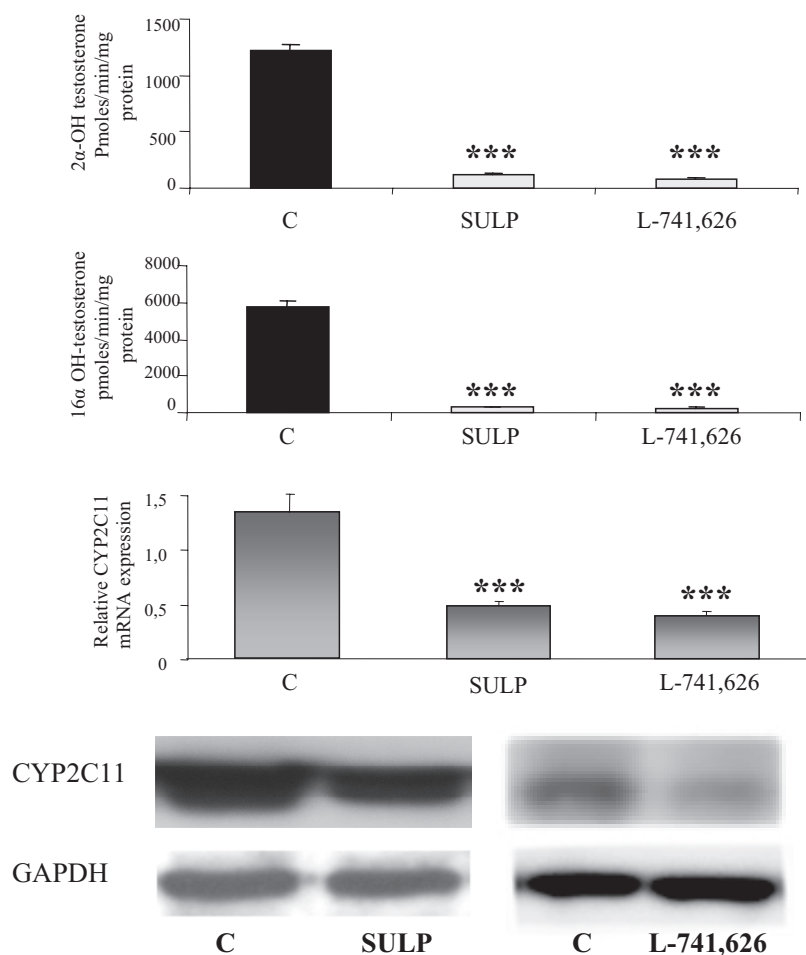 2α-OH testosterone
Pmoles/min/mg
protein
1500
1000
500
0
***
***
C
SULP
L-741,626
16α OH-testosterone
pmoles/min/mg
protein
8000
6000
4000
2000
0
***
***
C
SULP
L-741,626
Relative CYP2C11
mRNA expression
1,5
1,0
0,5
0
***
***
C
SULP
L-741,626
CYP2C11
GAPDH
C
SULP
C
L-741,626